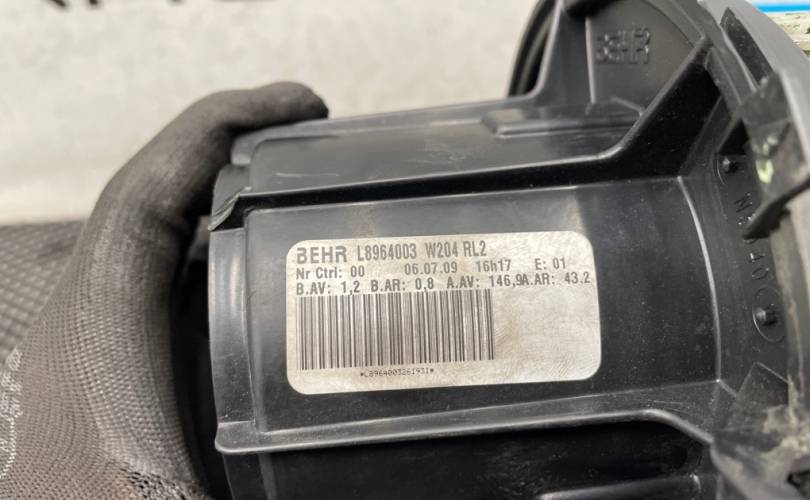 BEHR
BEHR L8964003 W204 RL2
Nr Ctrl: 00 06.07.09 16h17 E: 01
B.AV: 1,2 B.AR: 0,8 A.AV: 146,9A.AR: 43.2
*L8964003261931*